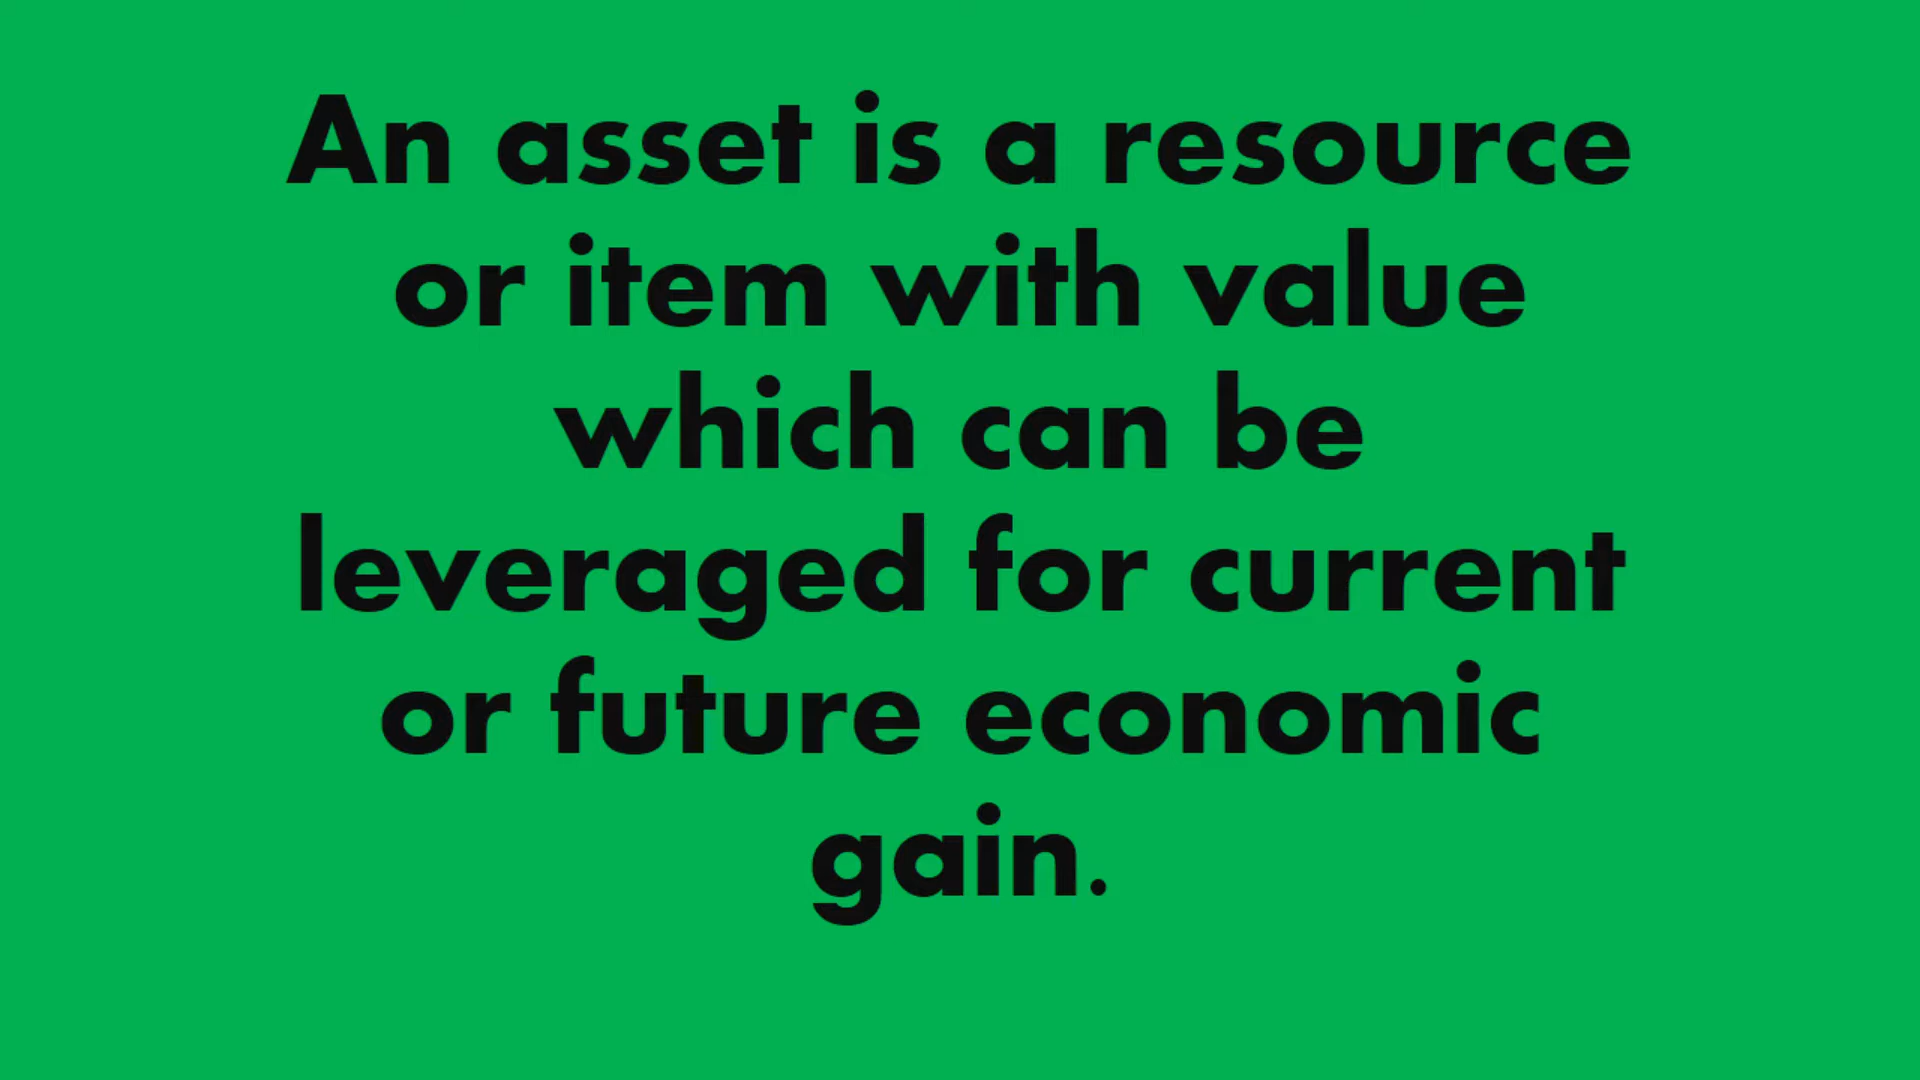 An asset is a resource
or item with value
which can be
leveraged for current
or future economic
gain.